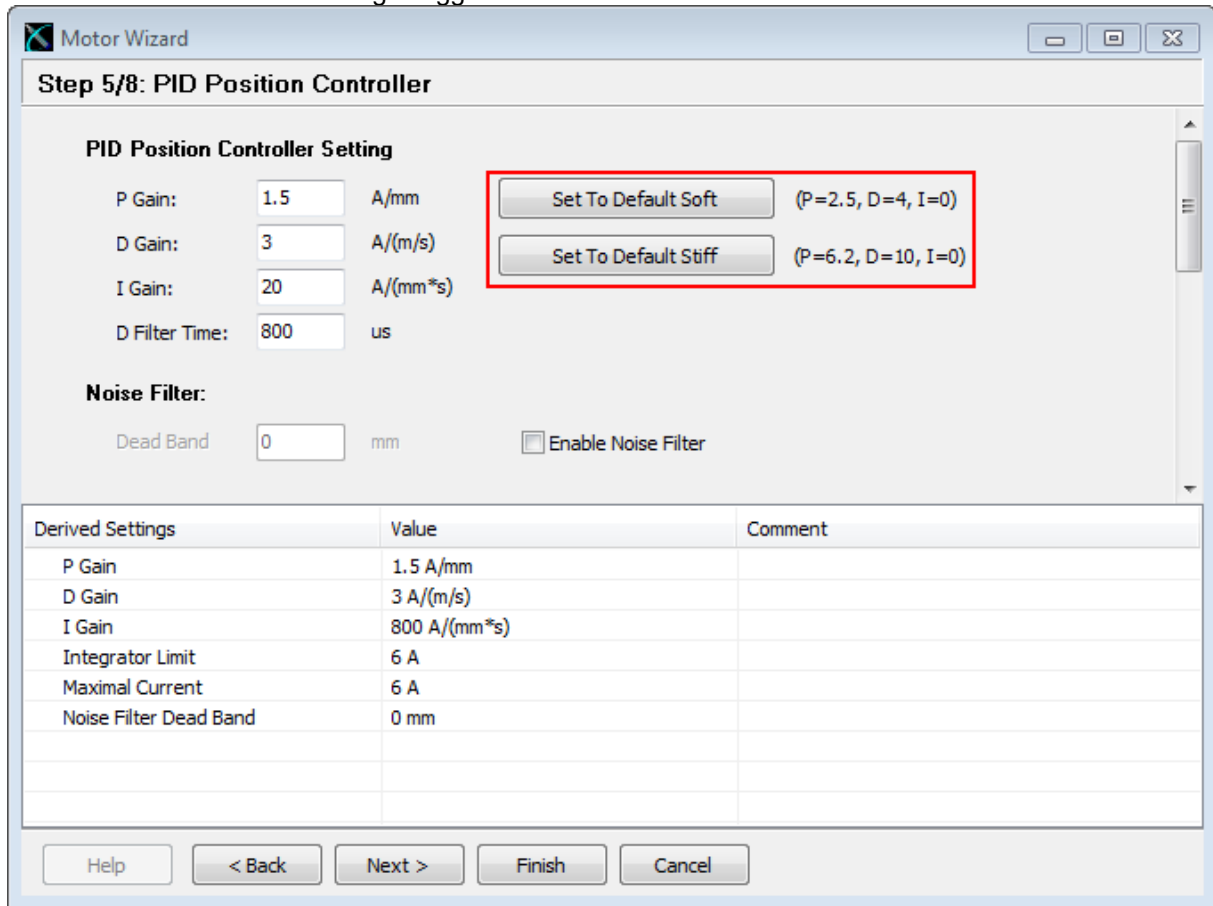 Motor Wizard
Step 5/8: PID Position Controller
PID Position Controller Setting
P Gain: 1.5 A/mm Set To Default Soft (P=2.5, D=4, I=0)
D Gain: 3 A/(m/s) Set To Default Stiff (P=6.2, D=10, I=0)
I Gain: 20 A/(mm*s)
D Filter Time: 800 us
Noise Filter:
Dead Band 0 mm Enable Noise Filter
Derived Settings Value Comment
P Gain 1.5 A/mm
D Gain 3 A/(m/s)
I Gain 800 A/(mm*s)
Integrator Limit 6 A
Maximal Current 6 A
Noise Filter Dead Band 0 mm
Help < Back Next > Finish Cancel